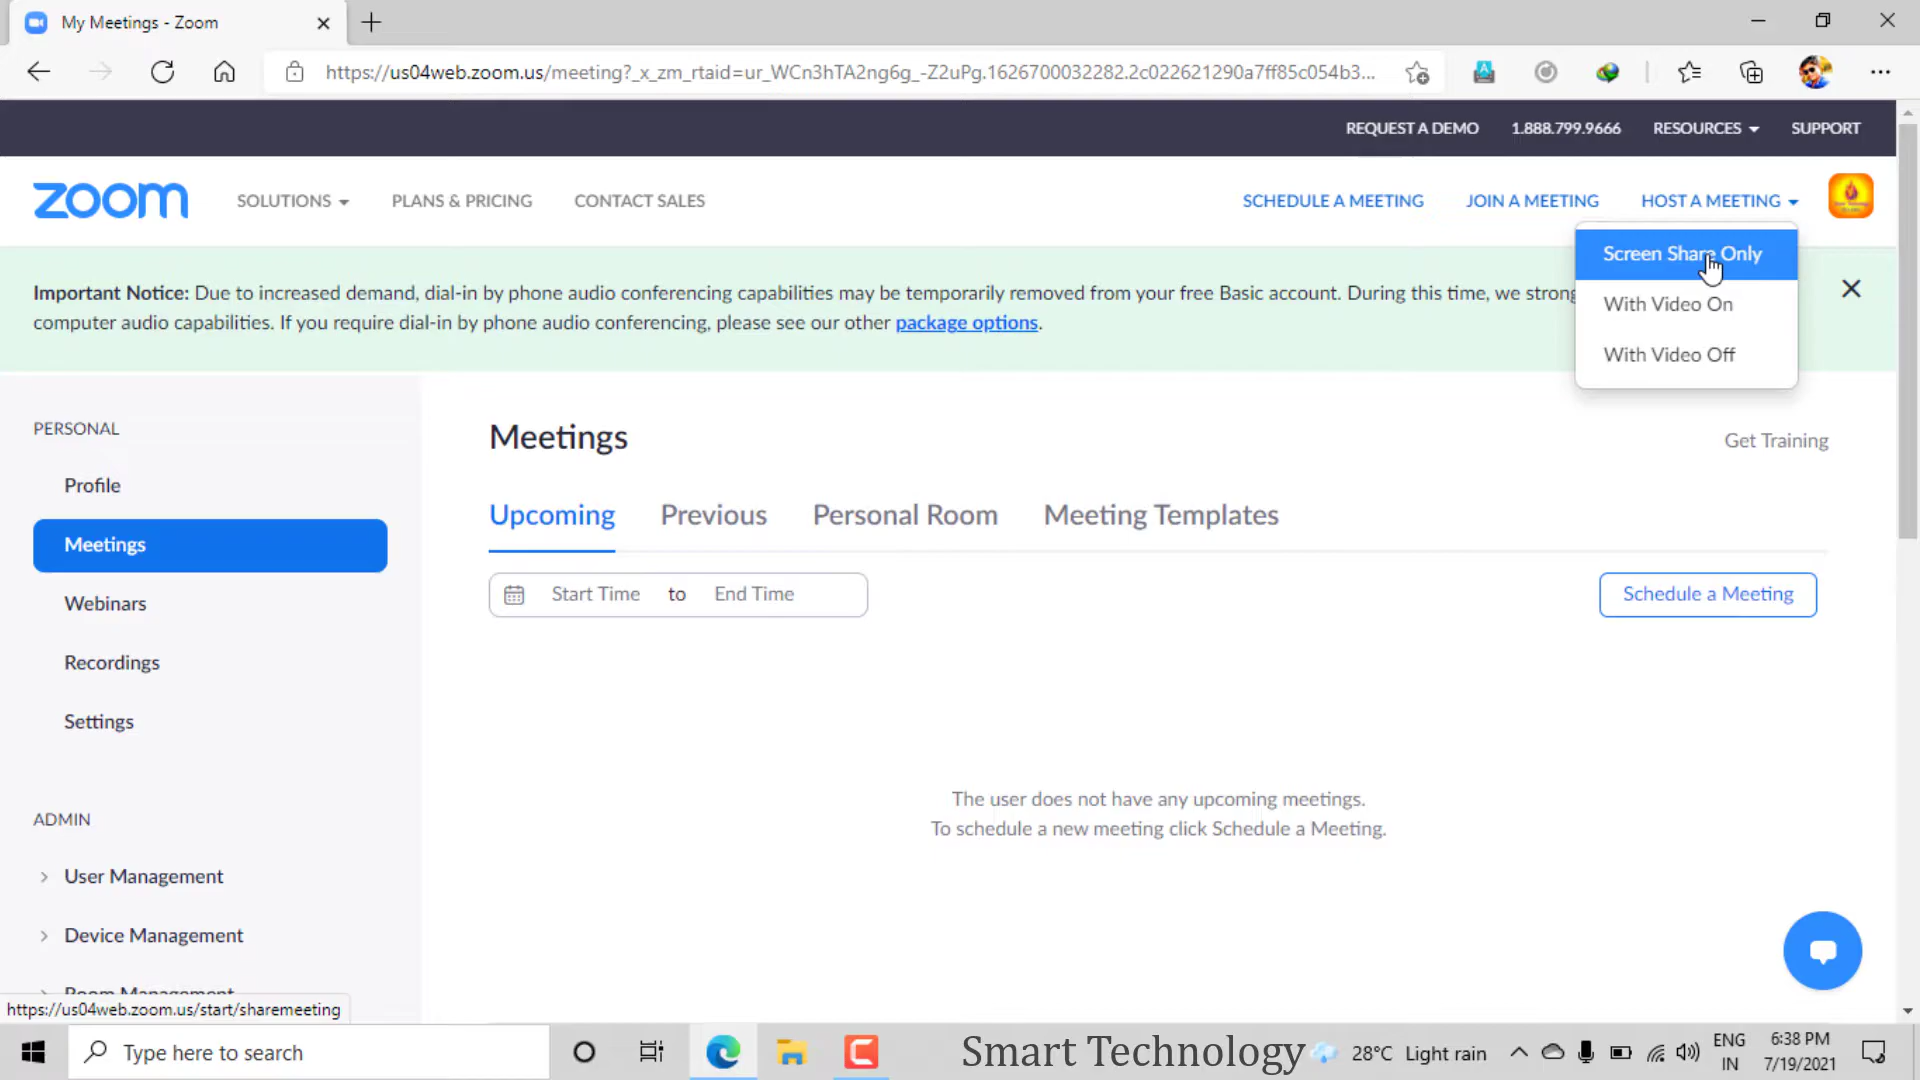 My Meetings - Zoom
https://us04web.zoom.us/meeting?_x_zm_rtaid=ur_WCn3hTA2ng6g_-Z2uPg.1626700032282.2c022621290a7ff85c054b3...
REQUEST A DEMO 1.888.799.9666 RESOURCES SUPPORT
zoom SOLUTIONS PLANS & PRICING CONTACT SALES SCHEDULE A MEETING JOIN A MEETING HOST A MEETING
Screen Share Only
With Video On
With Video Off
Important Notice: Due to increased demand, dial-in by phone audio conferencing capabilities may be temporarily removed from your free Basic account. During this time, we strong
computer audio capabilities. If you require dial-in by phone audio conferencing, please see our other package options.
PERSONAL
Profile
Meetings
Webinars
Recordings
Settings
ADMIN
User Management
Device Management
Room Management
Meetings
Get Training
Upcoming Previous Personal Room Meeting Templates
Start Time to End Time
Schedule a Meeting
The user does not have any upcoming meetings.
To schedule a new meeting click Schedule a Meeting.
https://us04web.zoom.us/start/sharemeeting
Type here to search
Smart Technology
28°C Light rain
ENG
IN
6:38 PM
7/19/2021